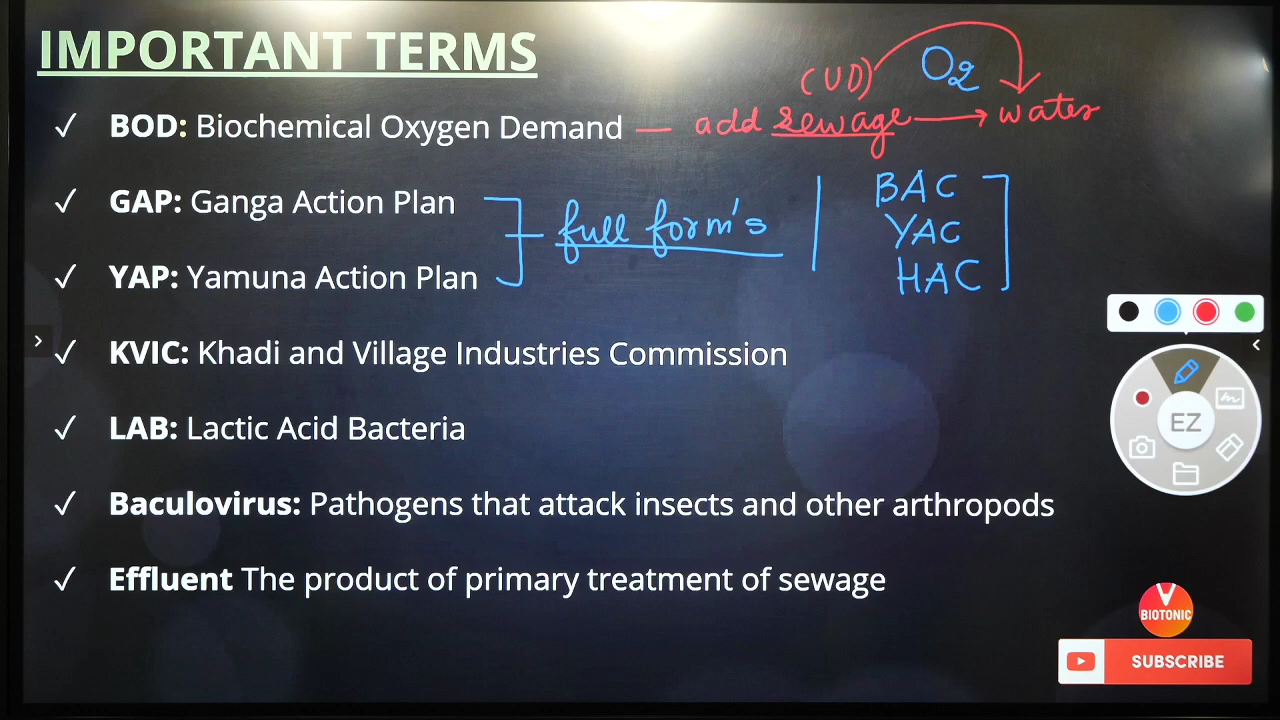 IMPORTANT TERMS
(UD) O2
✓ BOD: Biochemical Oxygen Demand — add sewage → water
✓ GAP: Ganga Action Plan
✓ YAP: Yamuna Action Plan
full form's
BAC
YAC
HAC
✓ KVIC: Khadi and Village Industries Commission
✓ LAB: Lactic Acid Bacteria
✓ Baculovirus: Pathogens that attack insects and other arthropods
✓ Effluent The product of primary treatment of sewage
EZ
BIOTONIC
SUBSCRIBE